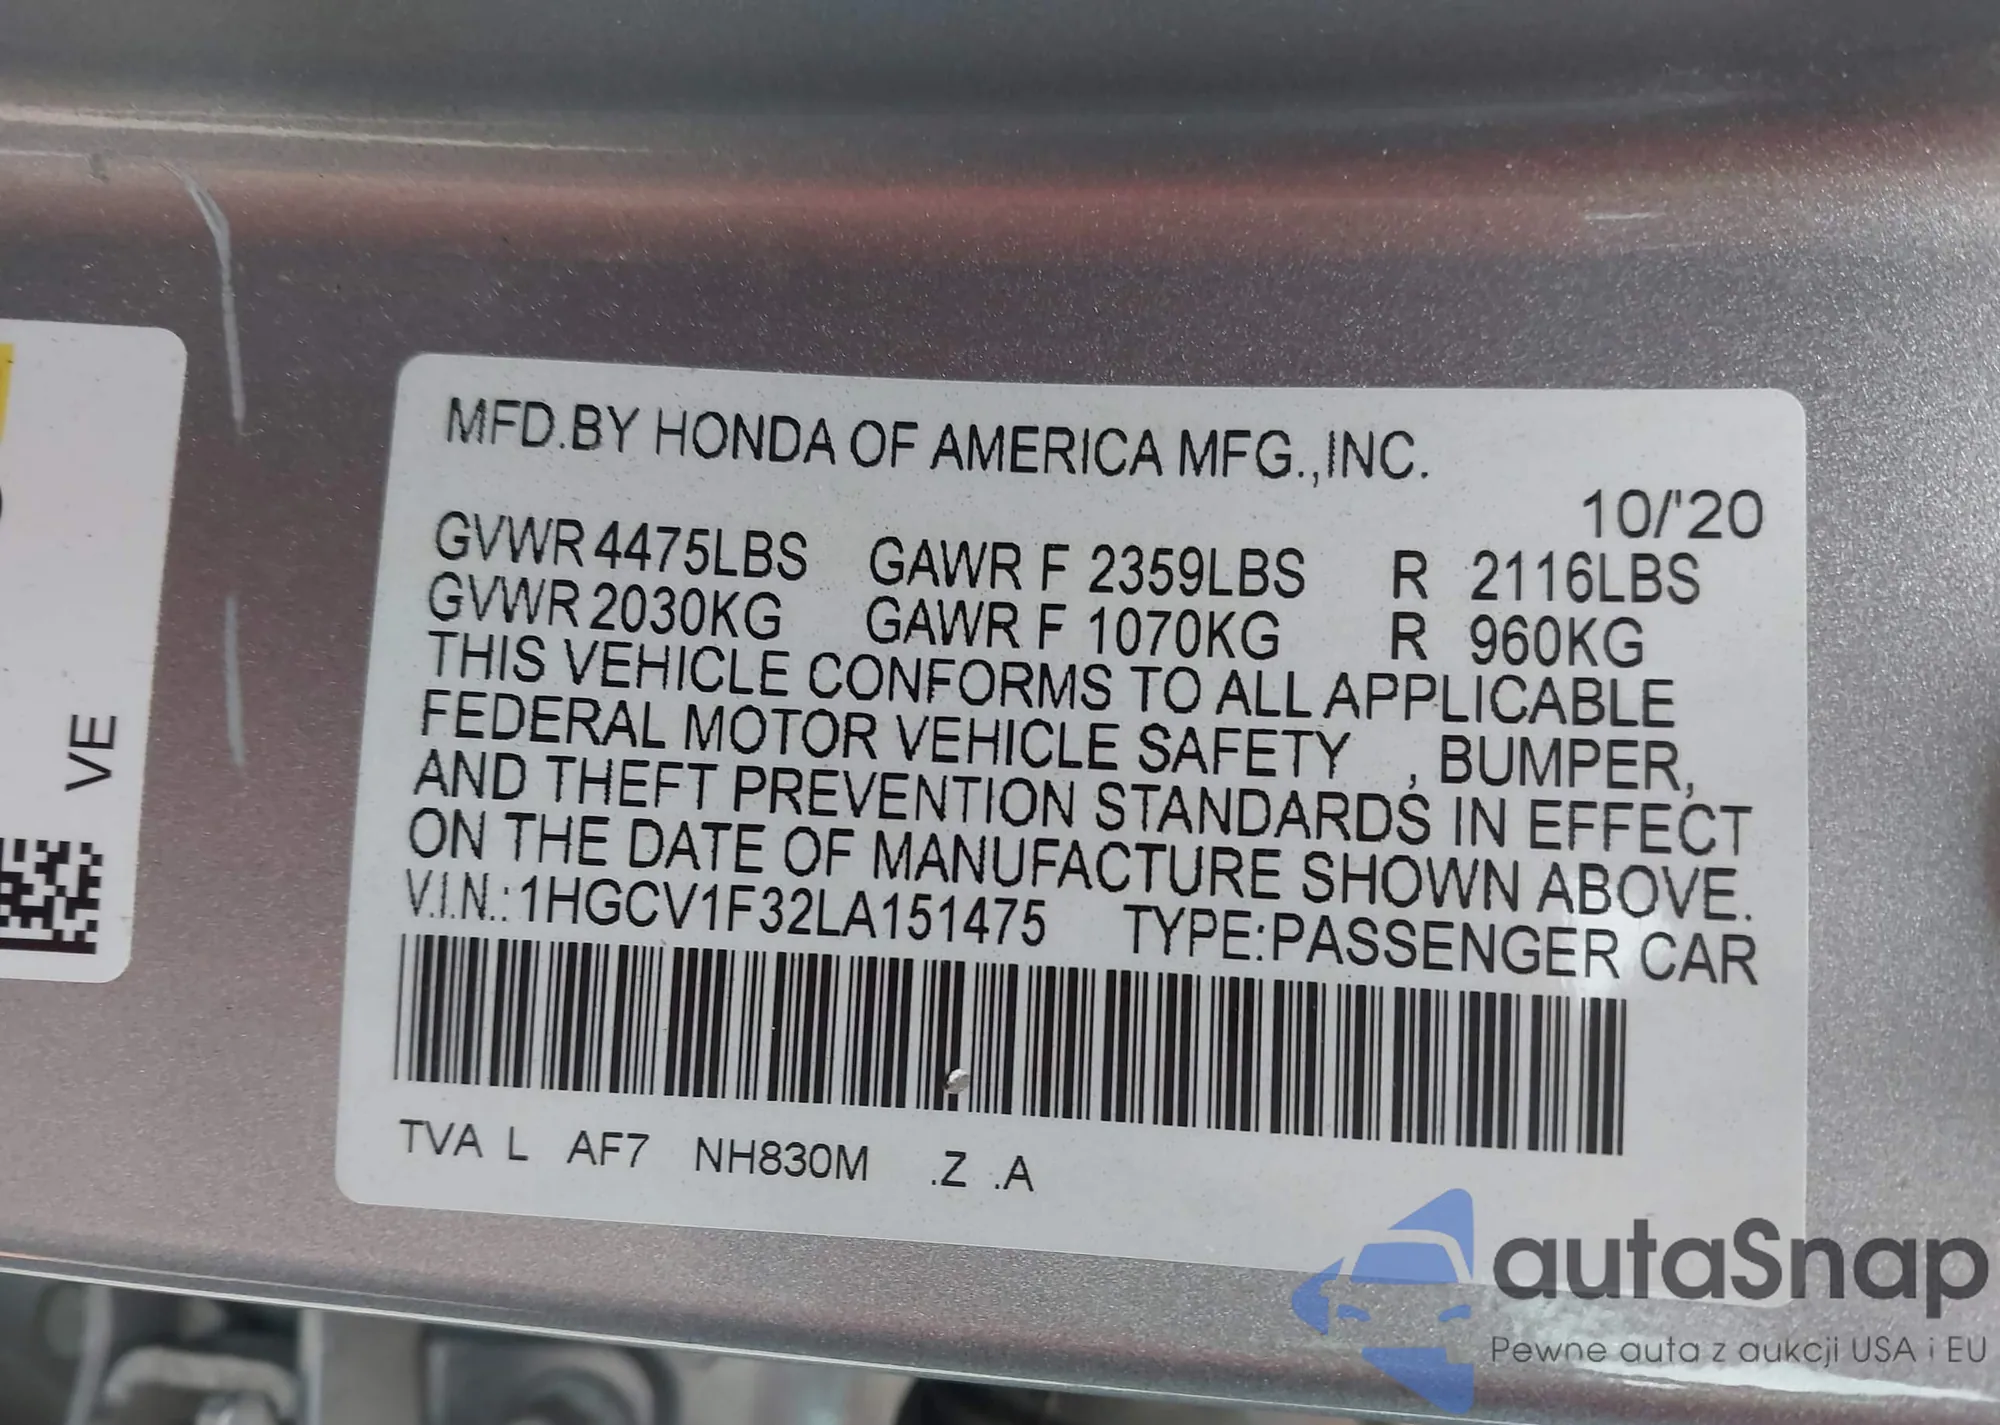 MFD.BY HONDA OF AMERICA MFG.,INC.
10/'20
GVWR 4475LBS GAWR F 2359LBS R 2116LBS
GVWR 2030KG GAWR F 1070KG R 960KG
THIS VEHICLE CONFORMS TO ALL APPLICABLE
FEDERAL MOTOR VEHICLE SAFETY , BUMPER,
AND THEFT PREVENTION STANDARDS IN EFFECT
ON THE DATE OF MANUFACTURE SHOWN ABOVE.
V.I.N.: 1HGCV1F32LA151475 TYPE:PASSENGER CAR
TVA L AF7 NH830M .Z .A
VE
autaSnap
Pewne auta z aukcji USA i EU